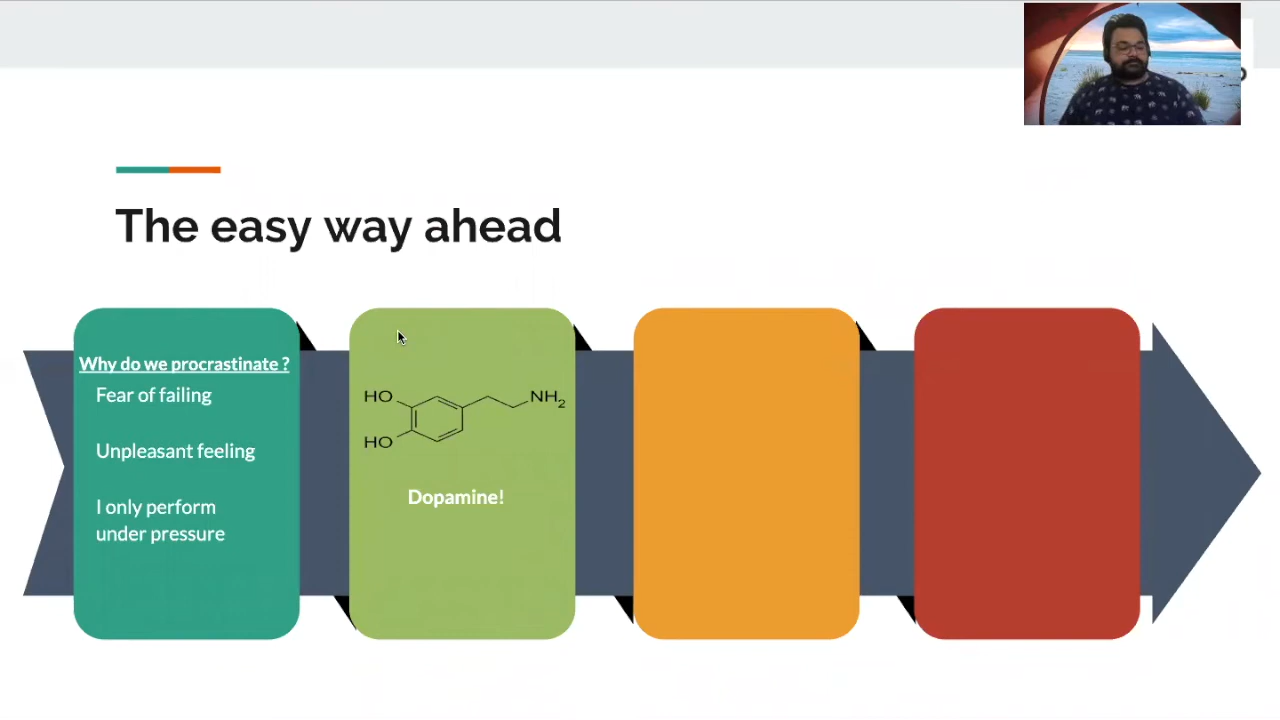 The easy way ahead
Why do we procrastinate ?
Fear of failing
Unpleasant feeling
I only perform
under pressure
HO
NH2
HO
Dopamine!